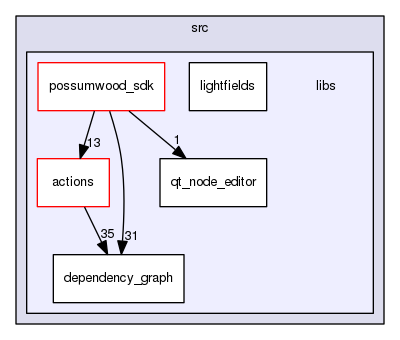 src
possumwood_sdk
lightfields
libs
13
1
actions
qt_node_editor
35
31
dependency_graph